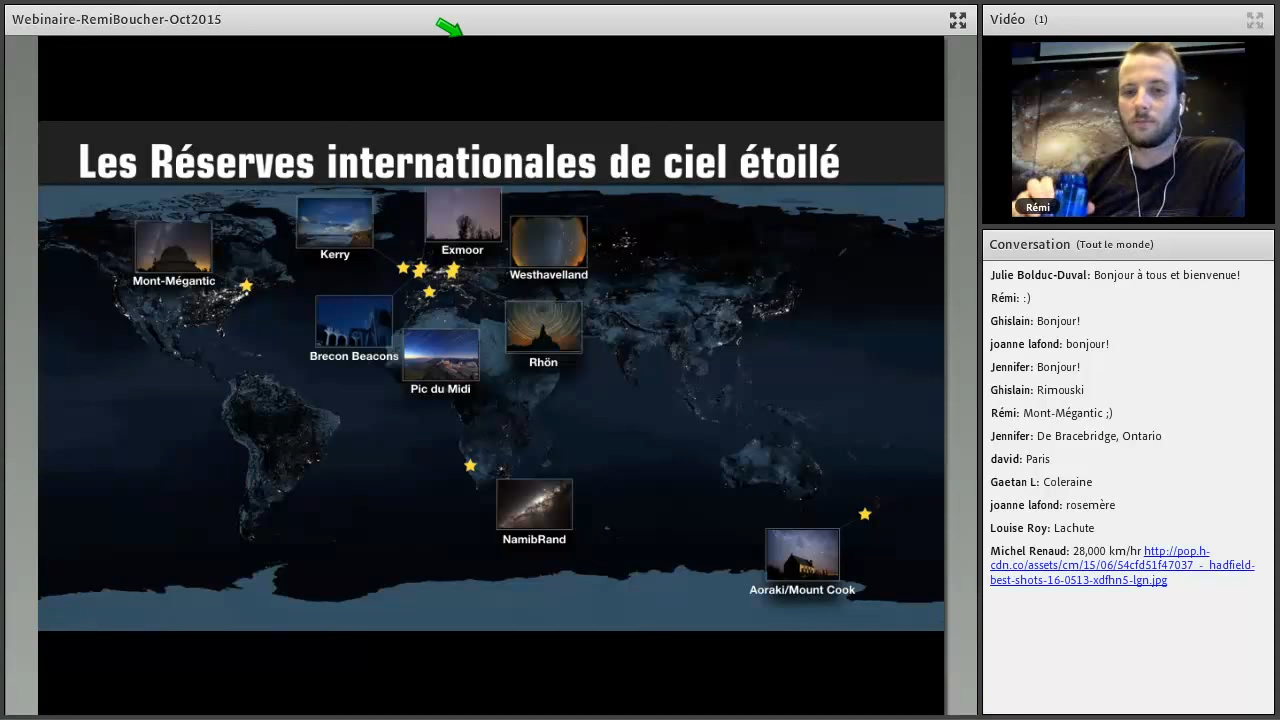 Webinaire-RemiBoucher-Oct2015
Les Réserves internationales de ciel étoilé
Mont-Mégantic
Kerry
Exmoor
Westhavelland
Brecon Beacons
Pic du Midi
Rhön
NamibRand
Aoraki/Mount Cook
Vidéo (1)
Rémi
Conversation (Tout le monde)
Julie Bolduc-Duval: Bonjour à tous et bienvenue!
Rémi: :)
Ghislain: Bonjour!
joanne lafond: bonjour!
Jennifer: Bonjour!
Ghislain: Rimouski
Rémi: Mont-Mégantic ;)
Jennifer: De Bracebridge, Ontario
david: Paris
Gaetan L: Coleraine
joanne lafond: rosemère
Louise Roy: Lachute
Michel Renaud: 28,000 km/hr http://pop.h-
cdn.co/assets/cm/15/06/54cfd51f47037_-_hadfield-
best-shots-16-0513-xdfhn5-lgn.jpg